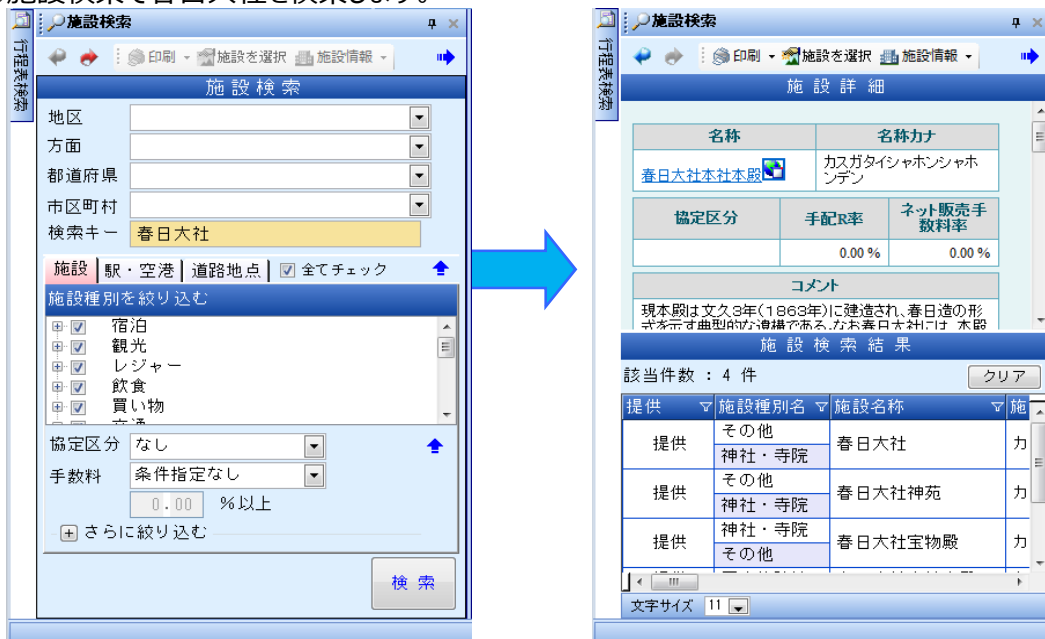 施設検索で春日大社を検索します。
行程表検索
施設検索
印刷 施設を選択 施設情報
施設検索
地区
方面
都道府県
市区町村
検索キー 春日大社
施設 駅・空港 道路地点 全てチェック
施設種別を絞り込む
宿泊
観光
レジャー
飲食
買い物
協定区分 なし
手数料 条件指定なし
0.00 %以上
さらに絞り込む
検索
行程表検索
施設検索
印刷 施設を選択 施設情報
施設詳細
名称 名称カナ
春日大社本社本殿 カスガタイシャホンシャホ
ンデン
協定区分 手配R率 ネット販売手
数料率
0.00 % 0.00 %
コメント
現本殿は文久3年(1863年)に建造され、春日造の形
式を示す典型的な遺構である。なお春日大社には、本殿
施設検索結果
該当件数 : 4 件 クリア
提供 施設種別名 施設名称 施
提供 その他 春日大社 カ
神社・寺院
提供 その他 春日大社神苑 カ
神社・寺院
提供 神社・寺院 春日大社宝物殿 カ
その他
文字サイズ 11